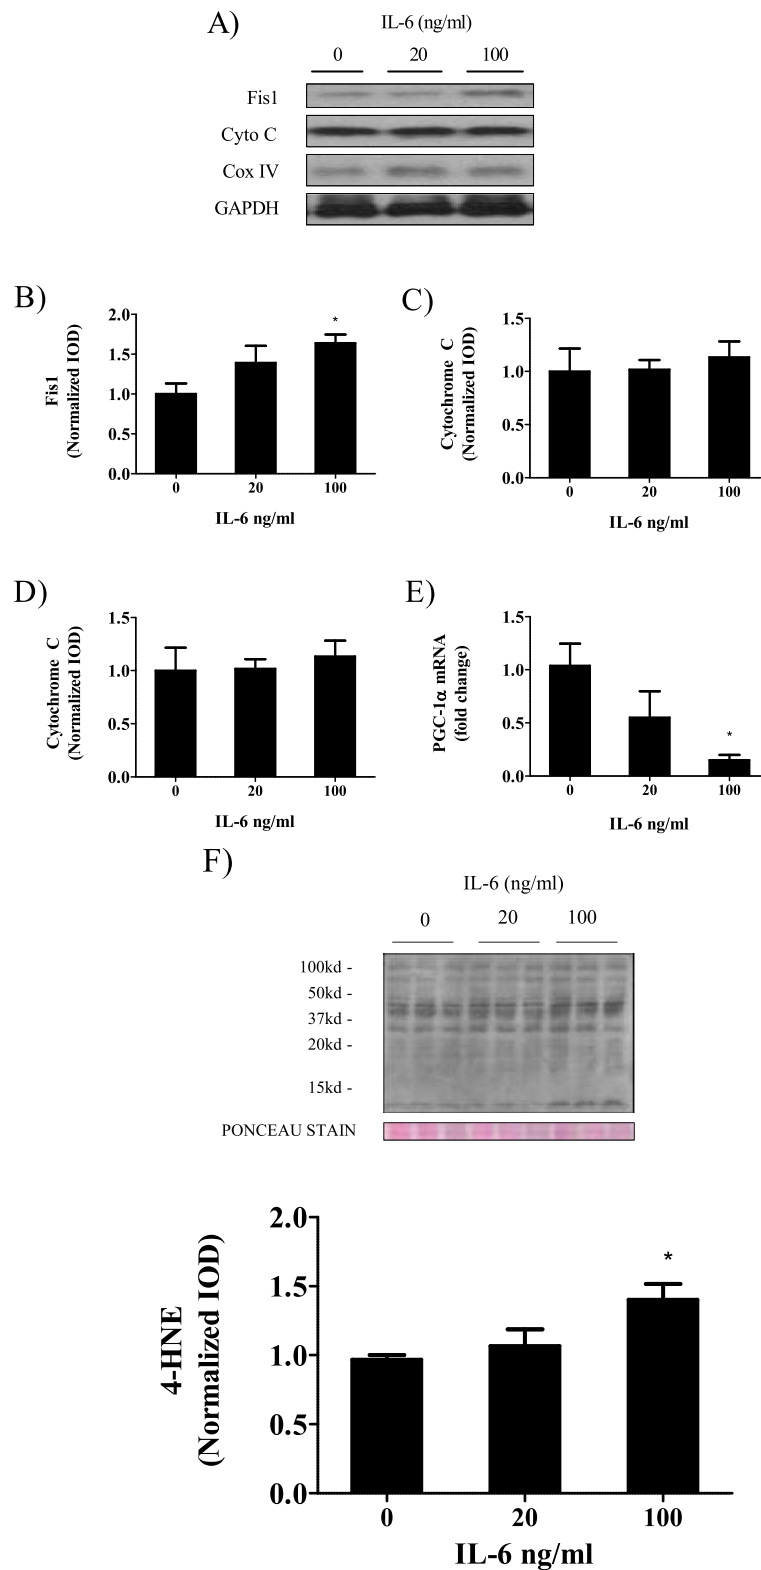 A)
IL-6 (ng/ml)
0 20 100
Fis1
Cyto C
Cox IV
GAPDH
B)
Fis1
(Normalized IOD)
2.0
1.5
1.0
0.5
0.0
*
0 20 100
IL-6 ng/ml
C)
Cytochrome C
(Normalized IOD)
1.5
1.0
0.5
0.0
0 20 100
IL-6 ng/ml
D)
Cytochrome C
(Normalized IOD)
1.5
1.0
0.5
0.0
0 20 100
IL-6 ng/ml
E)
PGC-1α mRNA
(fold change)
1.5
1.0
0.5
0.0
*
0 20 100
IL-6 ng/ml
F)
IL-6 (ng/ml)
0 20 100
100kd -
50kd -
37kd -
20kd -
15kd -
PONCEAU STAIN
4-HNE
(Normalized IOD)
2.0
1.5
1.0
0.5
0.0
*
0 20 100
IL-6 ng/ml